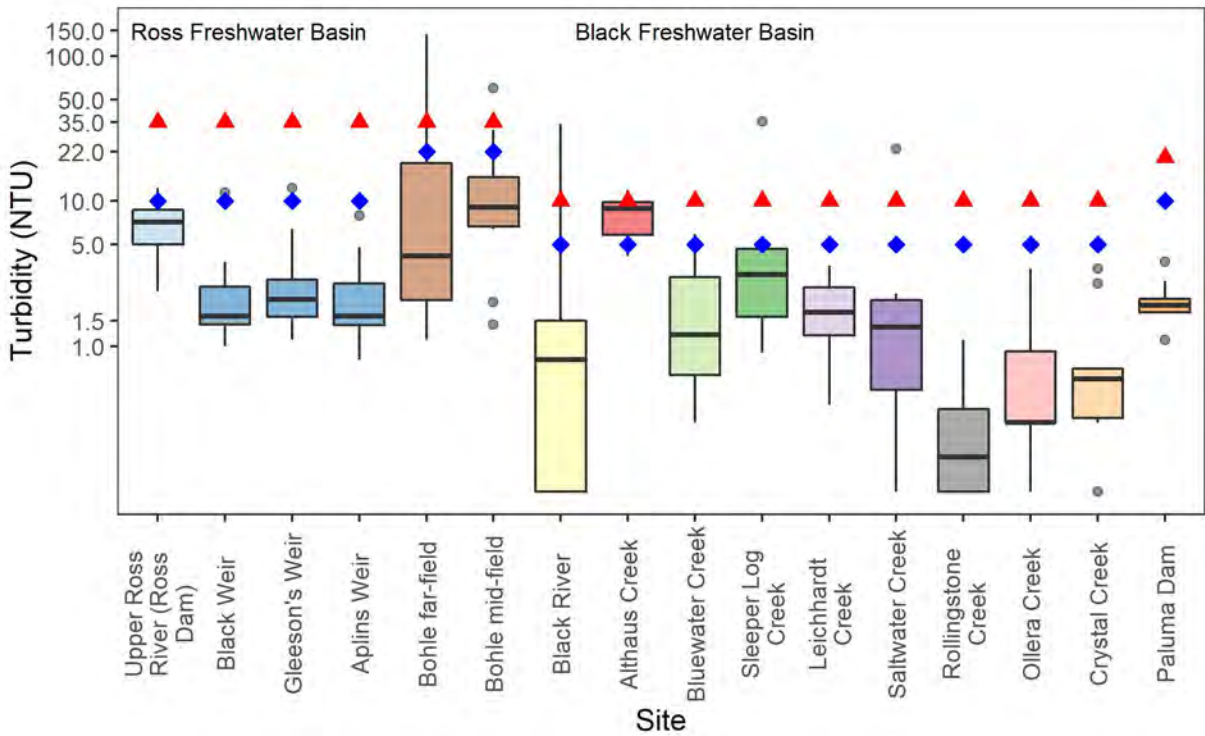 Ross Freshwater Basin
Black Freshwater Basin
Turbidity (NTU)
150.0
100.0
50.0
35.0
22.0
10.0
5.0
1.5
1.0
Upper Ross
River (Ross
Dam)
Black Weir
Gleeson's Weir
Aplins Weir
Bohle far-field
Bohle mid-field
Black River
Althaus Creek
Bluewater Creek
Sleeper Log
Creek
Leichhardt
Creek
Saltwater Creek
Rollingstone
Creek
Ollera Creek
Crystal Creek
Paluma Dam
Site